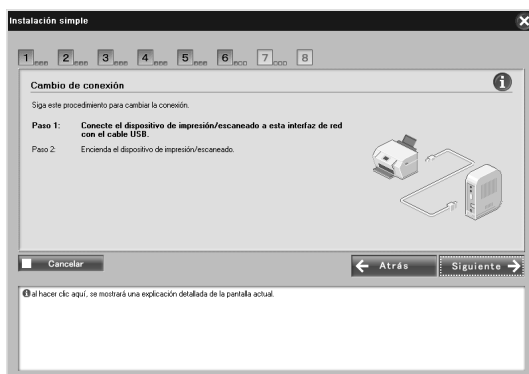 Instalación simple
1 2 3 4 5 6 7 8
Cambio de conexión
Siga este procedimiento para cambiar la conexión.
Paso 1: Conecte el dispositivo de impresión/escaneado a esta interfaz de red
con el cable USB.
Paso 2: Encienda el dispositivo de impresión/escaneado.
Cancelar
Atrás
Siguiente
al hacer clic aquí, se mostrará una explicación detallada de la pantalla actual.